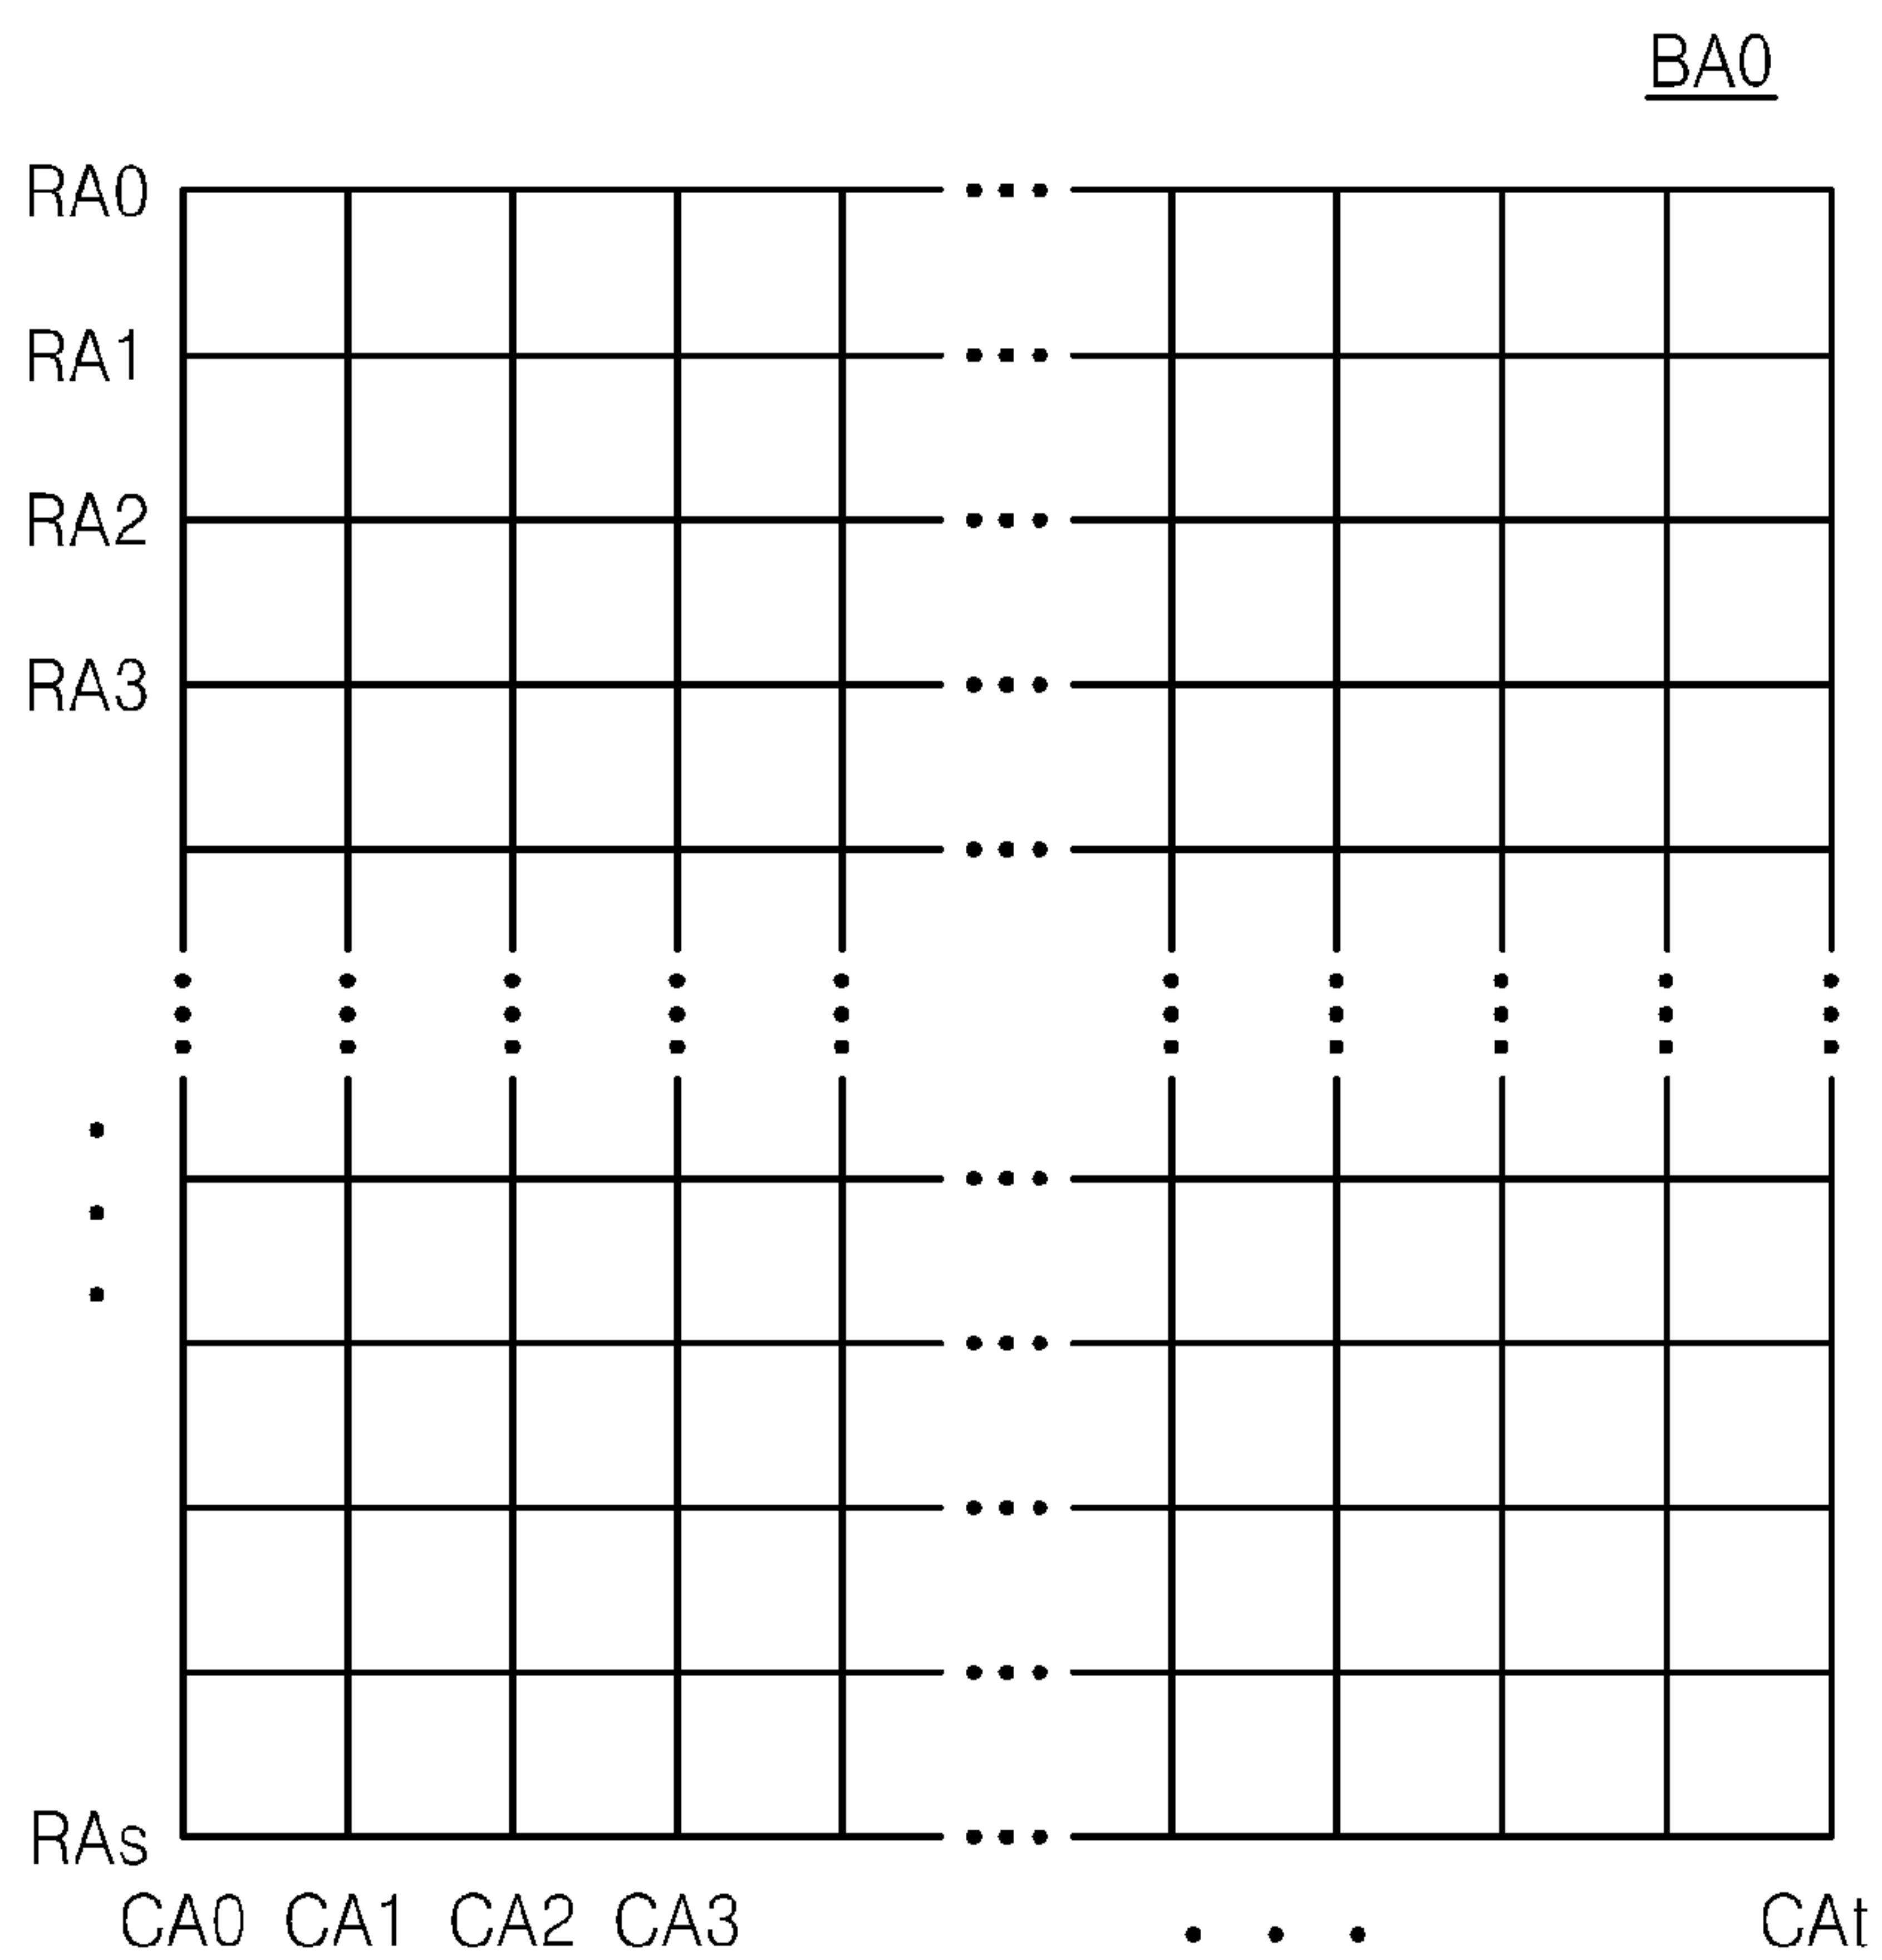 BA0
RA0
RA1
RA2
RA3
RAs
CA0 CA1 CA2 CA3 . . . CAt